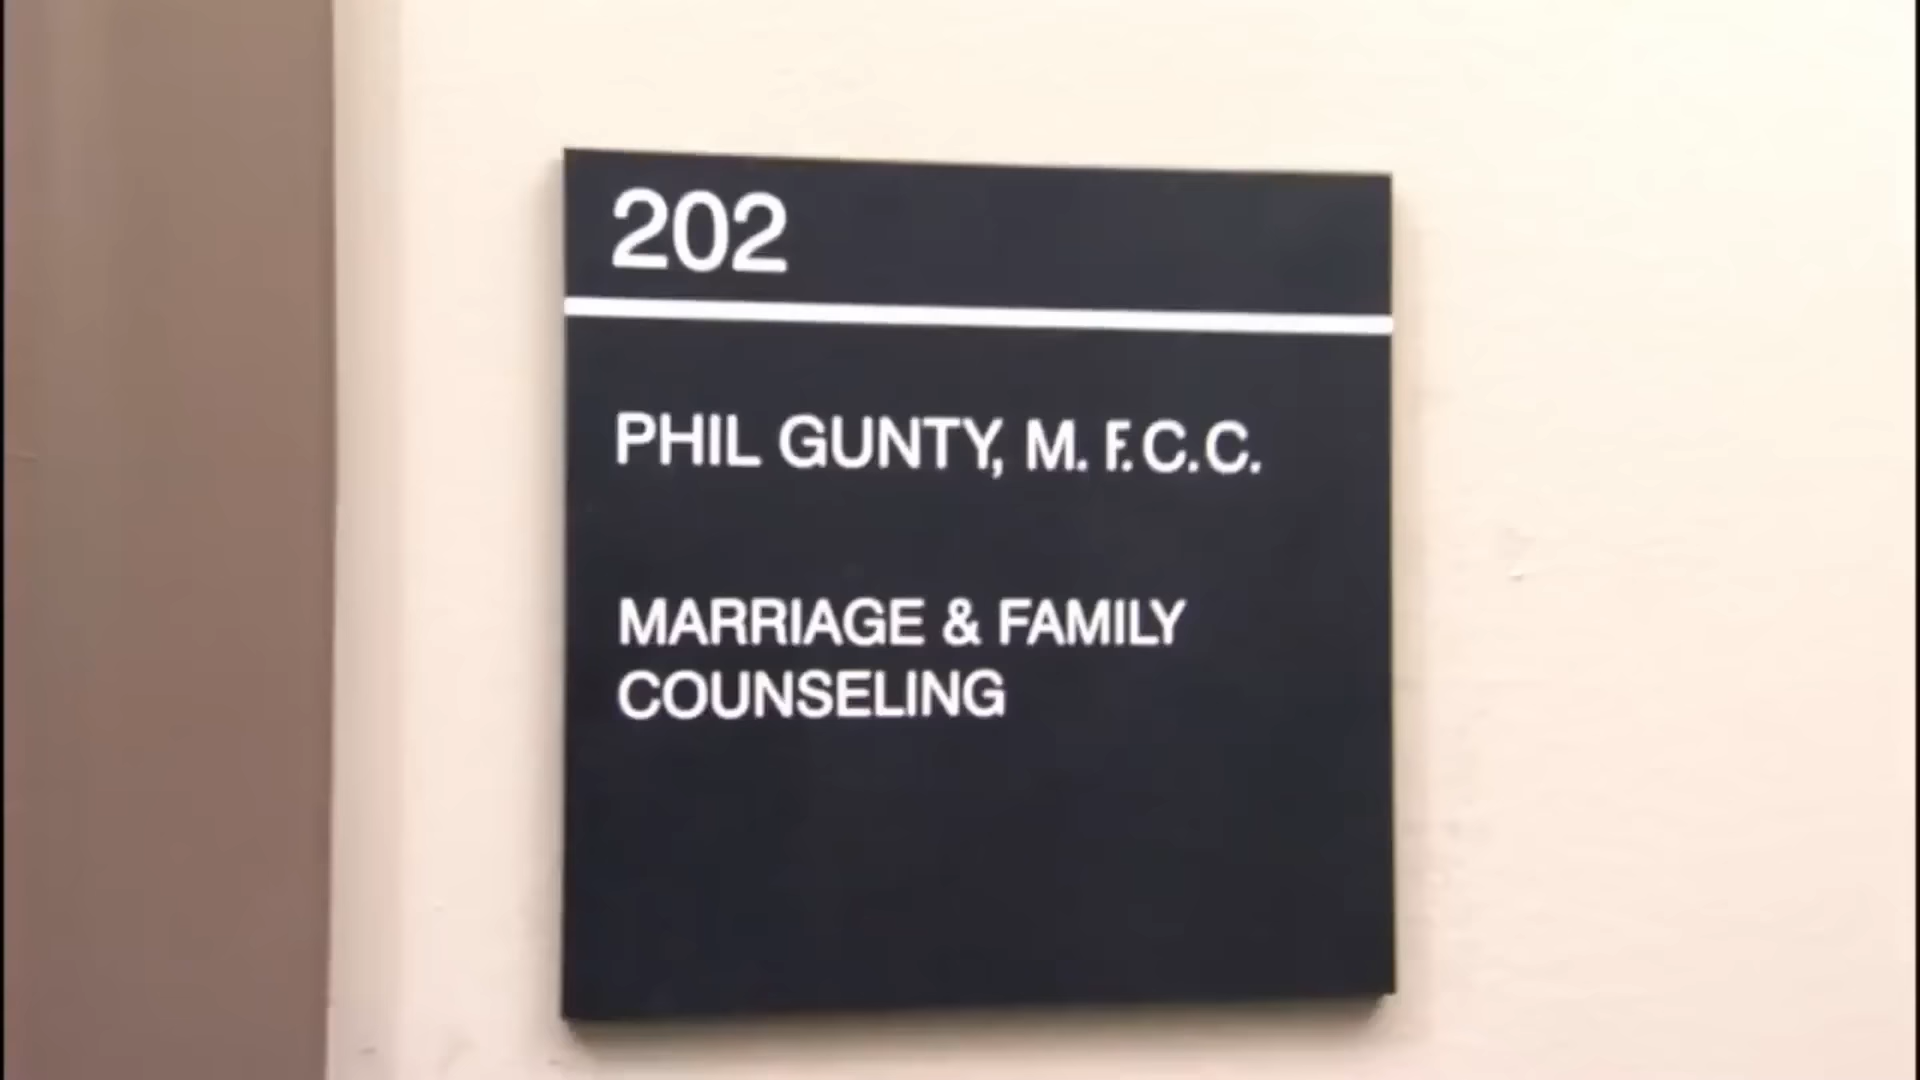 202
PHIL GUNTY, M. F. C. C.
MARRIAGE & FAMILY
COUNSELING